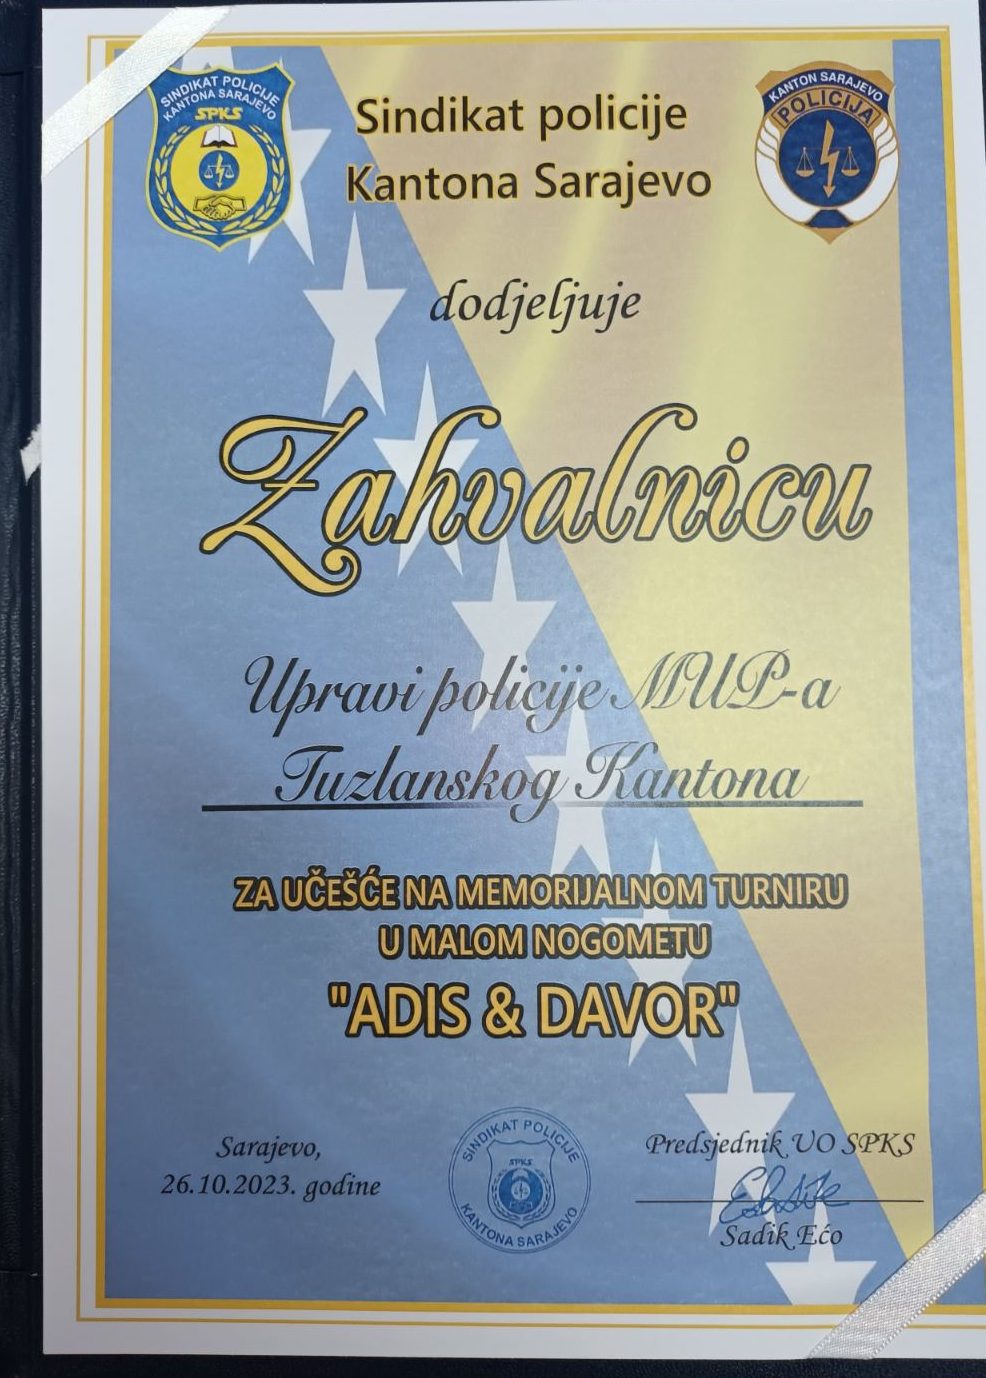 SINDIKAT POLICIJE
KANTONA SARAJEVO
SPKS
Sindikat policije
Kantona Sarajevo
KANTON SARAJEVO
POLICIJA
dodjeljuje
Zahvalnicu
Upravi policije MUP-a
Tuzlanskog Kantona
ZA UČEŠĆE NA MEMORIJALNOM TURNIRU
U MALOM NOGOMETU
"ADIS & DAVOR"
Sarajevo,
26.10.2023. godine
SINDIKAT POLICIJE
SPKS
KANTONA SARAJEVO
Predsjednik UO SPKS
Sadik Ećo